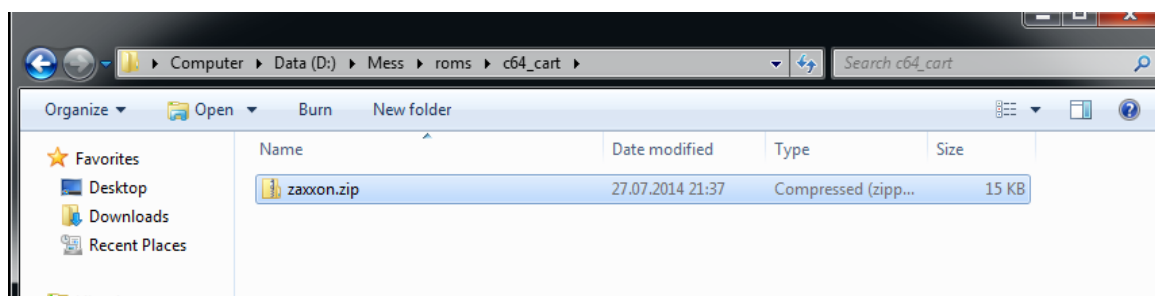 Computer ▸ Data (D:) ▸ Mess ▸ roms ▸ c64_cart ▸ Search c64_cart
Organize Open Burn New folder
Favorites
Desktop
Downloads
Recent Places
Name Date modified Type Size
zaxxon.zip 27.07.2014 21:37 Compressed (zipp... 15 KB